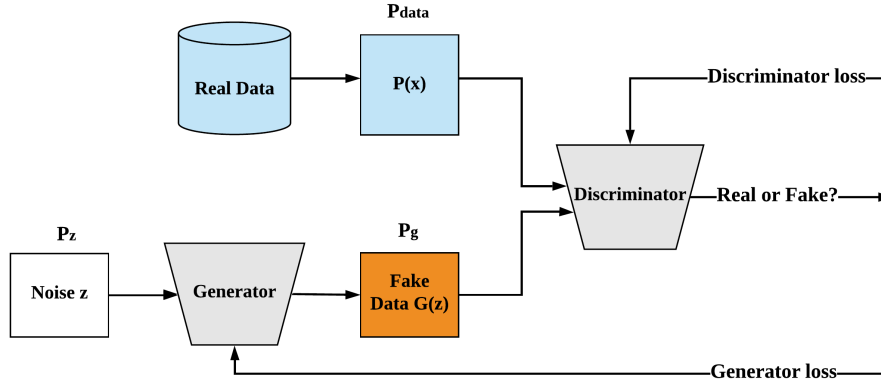 Pdata
Real Data
P(x)
Discriminator loss
Discriminator
Real or Fake?
Pz
Pg
Noise z
Generator
Fake
Data G(z)
Generator loss